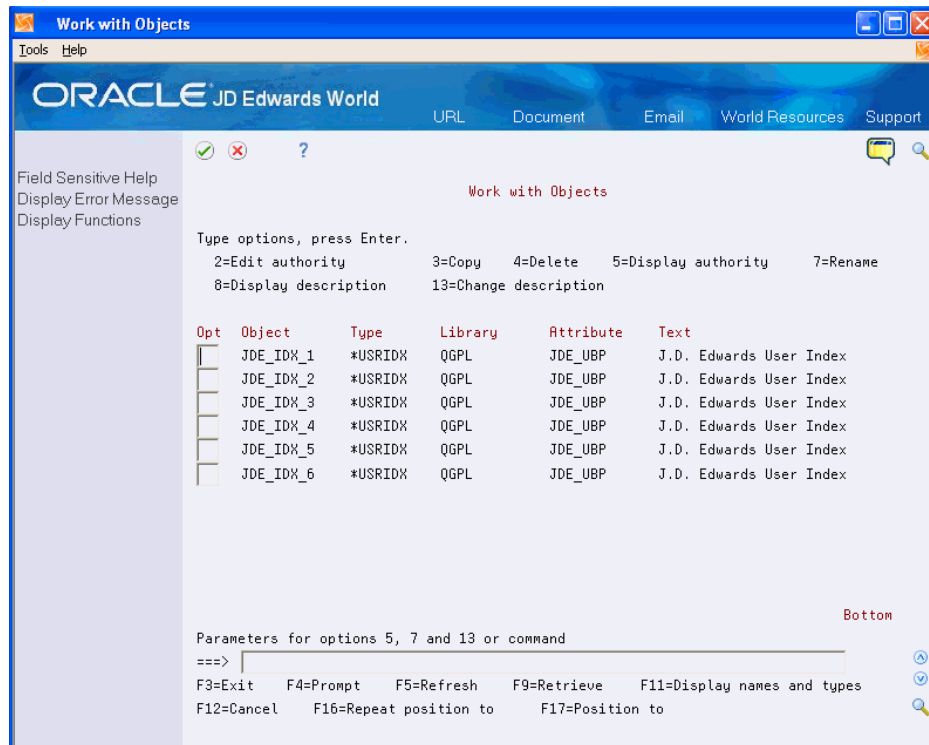 Work with Objects
Tools Help
ORACLE JD Edwards World
URL Document Email World Resources Support
?
Field Sensitive Help
Display Error Message
Display Functions
Work with Objects
Type options, press Enter.
2=Edit authority 3=Copy 4=Delete 5=Display authority 7=Rename
8=Display description 13=Change description
Opt Object Type Library Attribute Text
JDE_IDX_1 *USRIDX QGPL JDE_UBP J.D. Edwards User Index
JDE_IDX_2 *USRIDX QGPL JDE_UBP J.D. Edwards User Index
JDE_IDX_3 *USRIDX QGPL JDE_UBP J.D. Edwards User Index
JDE_IDX_4 *USRIDX QGPL JDE_UBP J.D. Edwards User Index
JDE_IDX_5 *USRIDX QGPL JDE_UBP J.D. Edwards User Index
JDE_IDX_6 *USRIDX QGPL JDE_UBP J.D. Edwards User Index
Bottom
Parameters for options 5, 7 and 13 or command
===>
F3=Exit F4=Prompt F5=Refresh F9=Retrieve F11=Display names and types
F12=Cancel F16=Repeat position to F17=Position to